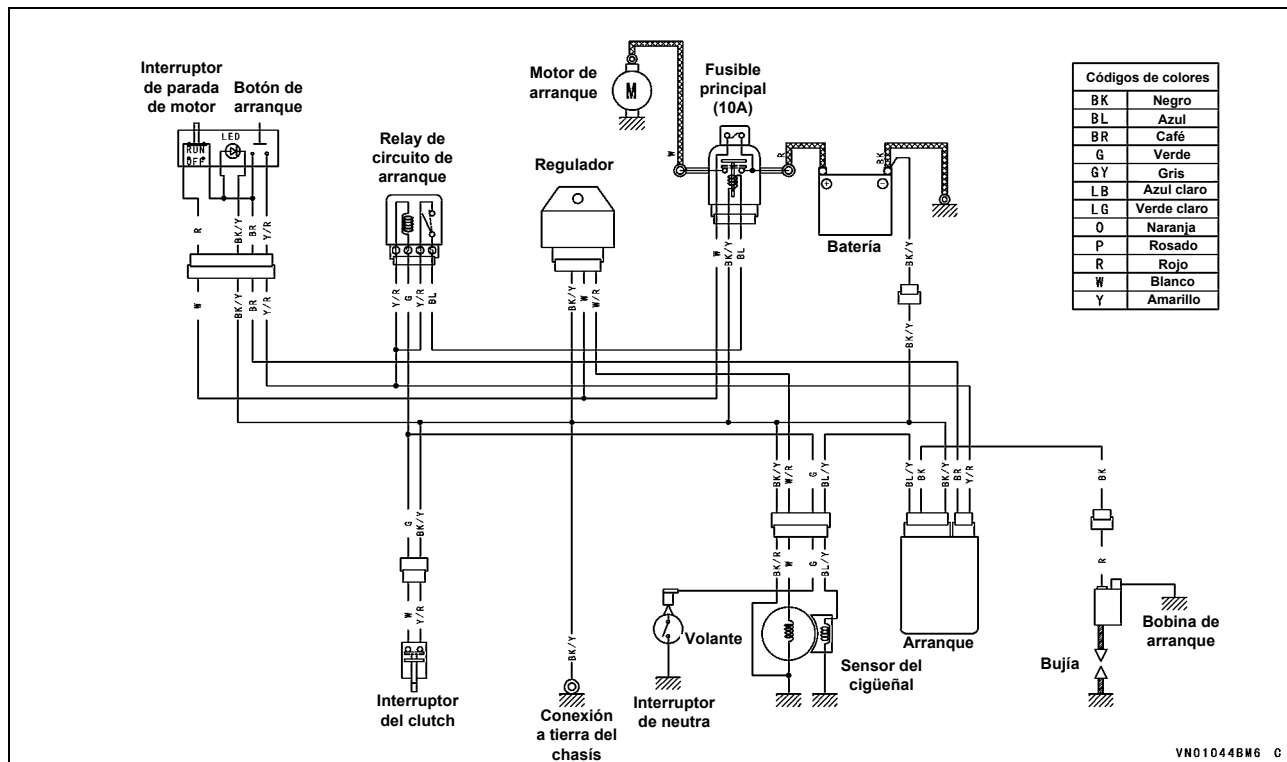 Interruptor
de parada
de motor
Botón de
arranque
LED
RUN
OFF
R
BK/Y
BR
Y/R
W
BK/Y
BR
Y/R
Relay de
circuito de
arranque
Y/R
G
Y/R
BL
Regulador
BK/Y
W
W/R
Motor de
arranque
M
W
Fusible
principal
(10A)
R
W
BK/Y
BL
BK
Batería
BK/Y
BK/Y
Códigos de colores
BK Negro
BL Azul
BR Café
G Verde
GY Gris
LB Azul claro
LG Verde claro
O Naranja
P Rosado
R Rojo
W Blanco
Y Amarillo
G
BK/Y
W
Y/R
Interruptor
del clutch
BK/Y
Conexión
a tierra del
chasís
BK/Y
W/R
G
BL/Y
BK/R
W
G
BL/Y
Volante
Interruptor
de neutra
Sensor del
cigüeñal
BL/Y
BK
BK/Y
BR
Y/R
Arranque
BK
R
Bobina de
arranque
Bujía
VN01044BM6 C